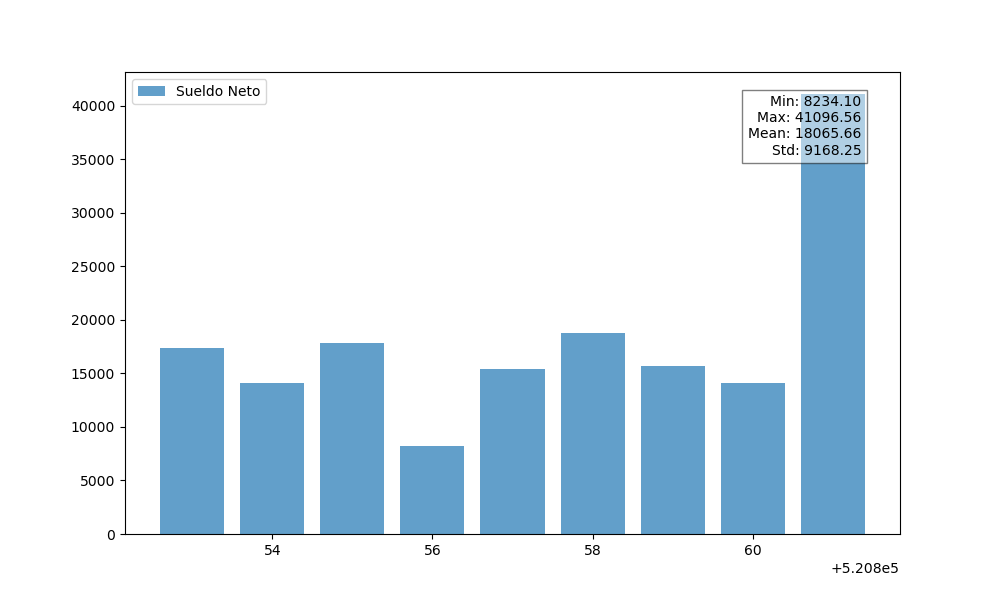 Sueldo Neto
Min: 8234.10
Max: 41096.56
Mean: 18065.66
Std: 9168.25
40000
35000
30000
25000
20000
15000
10000
5000
0
54 56 58 60
+5.208e5